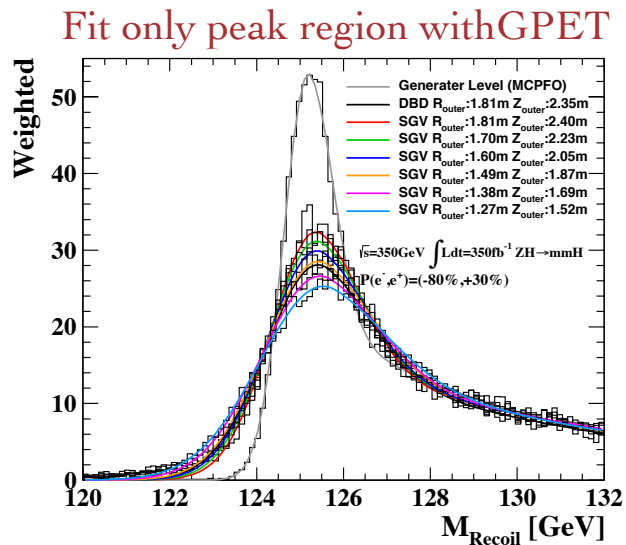 Fit only peak region withGPET
Weighted
50
40
30
20
10
0
Generater Level (MCPFO)
DBD R_outer:1.81m Z_outer:2.35m
SGV R_outer:1.81m Z_outer:2.40m
SGV R_outer:1.70m Z_outer:2.23m
SGV R_outer:1.60m Z_outer:2.05m
SGV R_outer:1.49m Z_outer:1.87m
SGV R_outer:1.38m Z_outer:1.69m
SGV R_outer:1.27m Z_outer:1.52m
√s=350GeV ∫Ldt=350fb⁻¹ ZH→mmH
P(e⁻,e⁺)=(-80%,+30%)
120 122 124 126 128 130 132
M_Recoil [GeV]